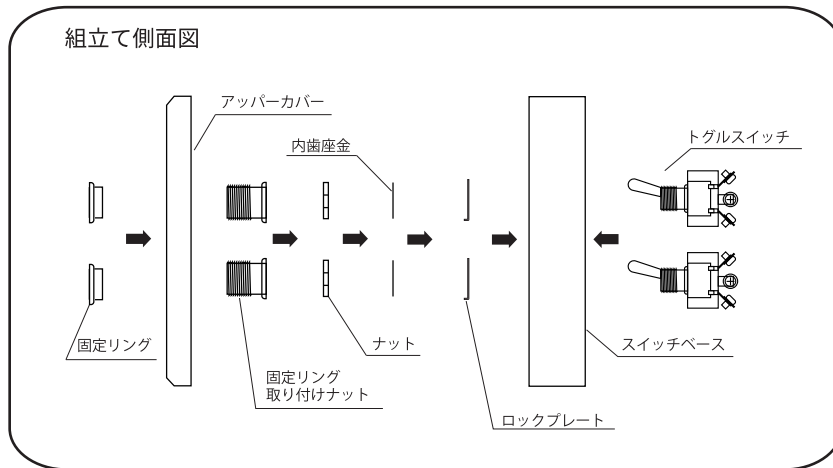 組立て側面図
アッパーカバー
内歯座金
トグルスイッチ
固定リング
ナット
スイッチベース
固定リング
取り付けナット
ロックプレート